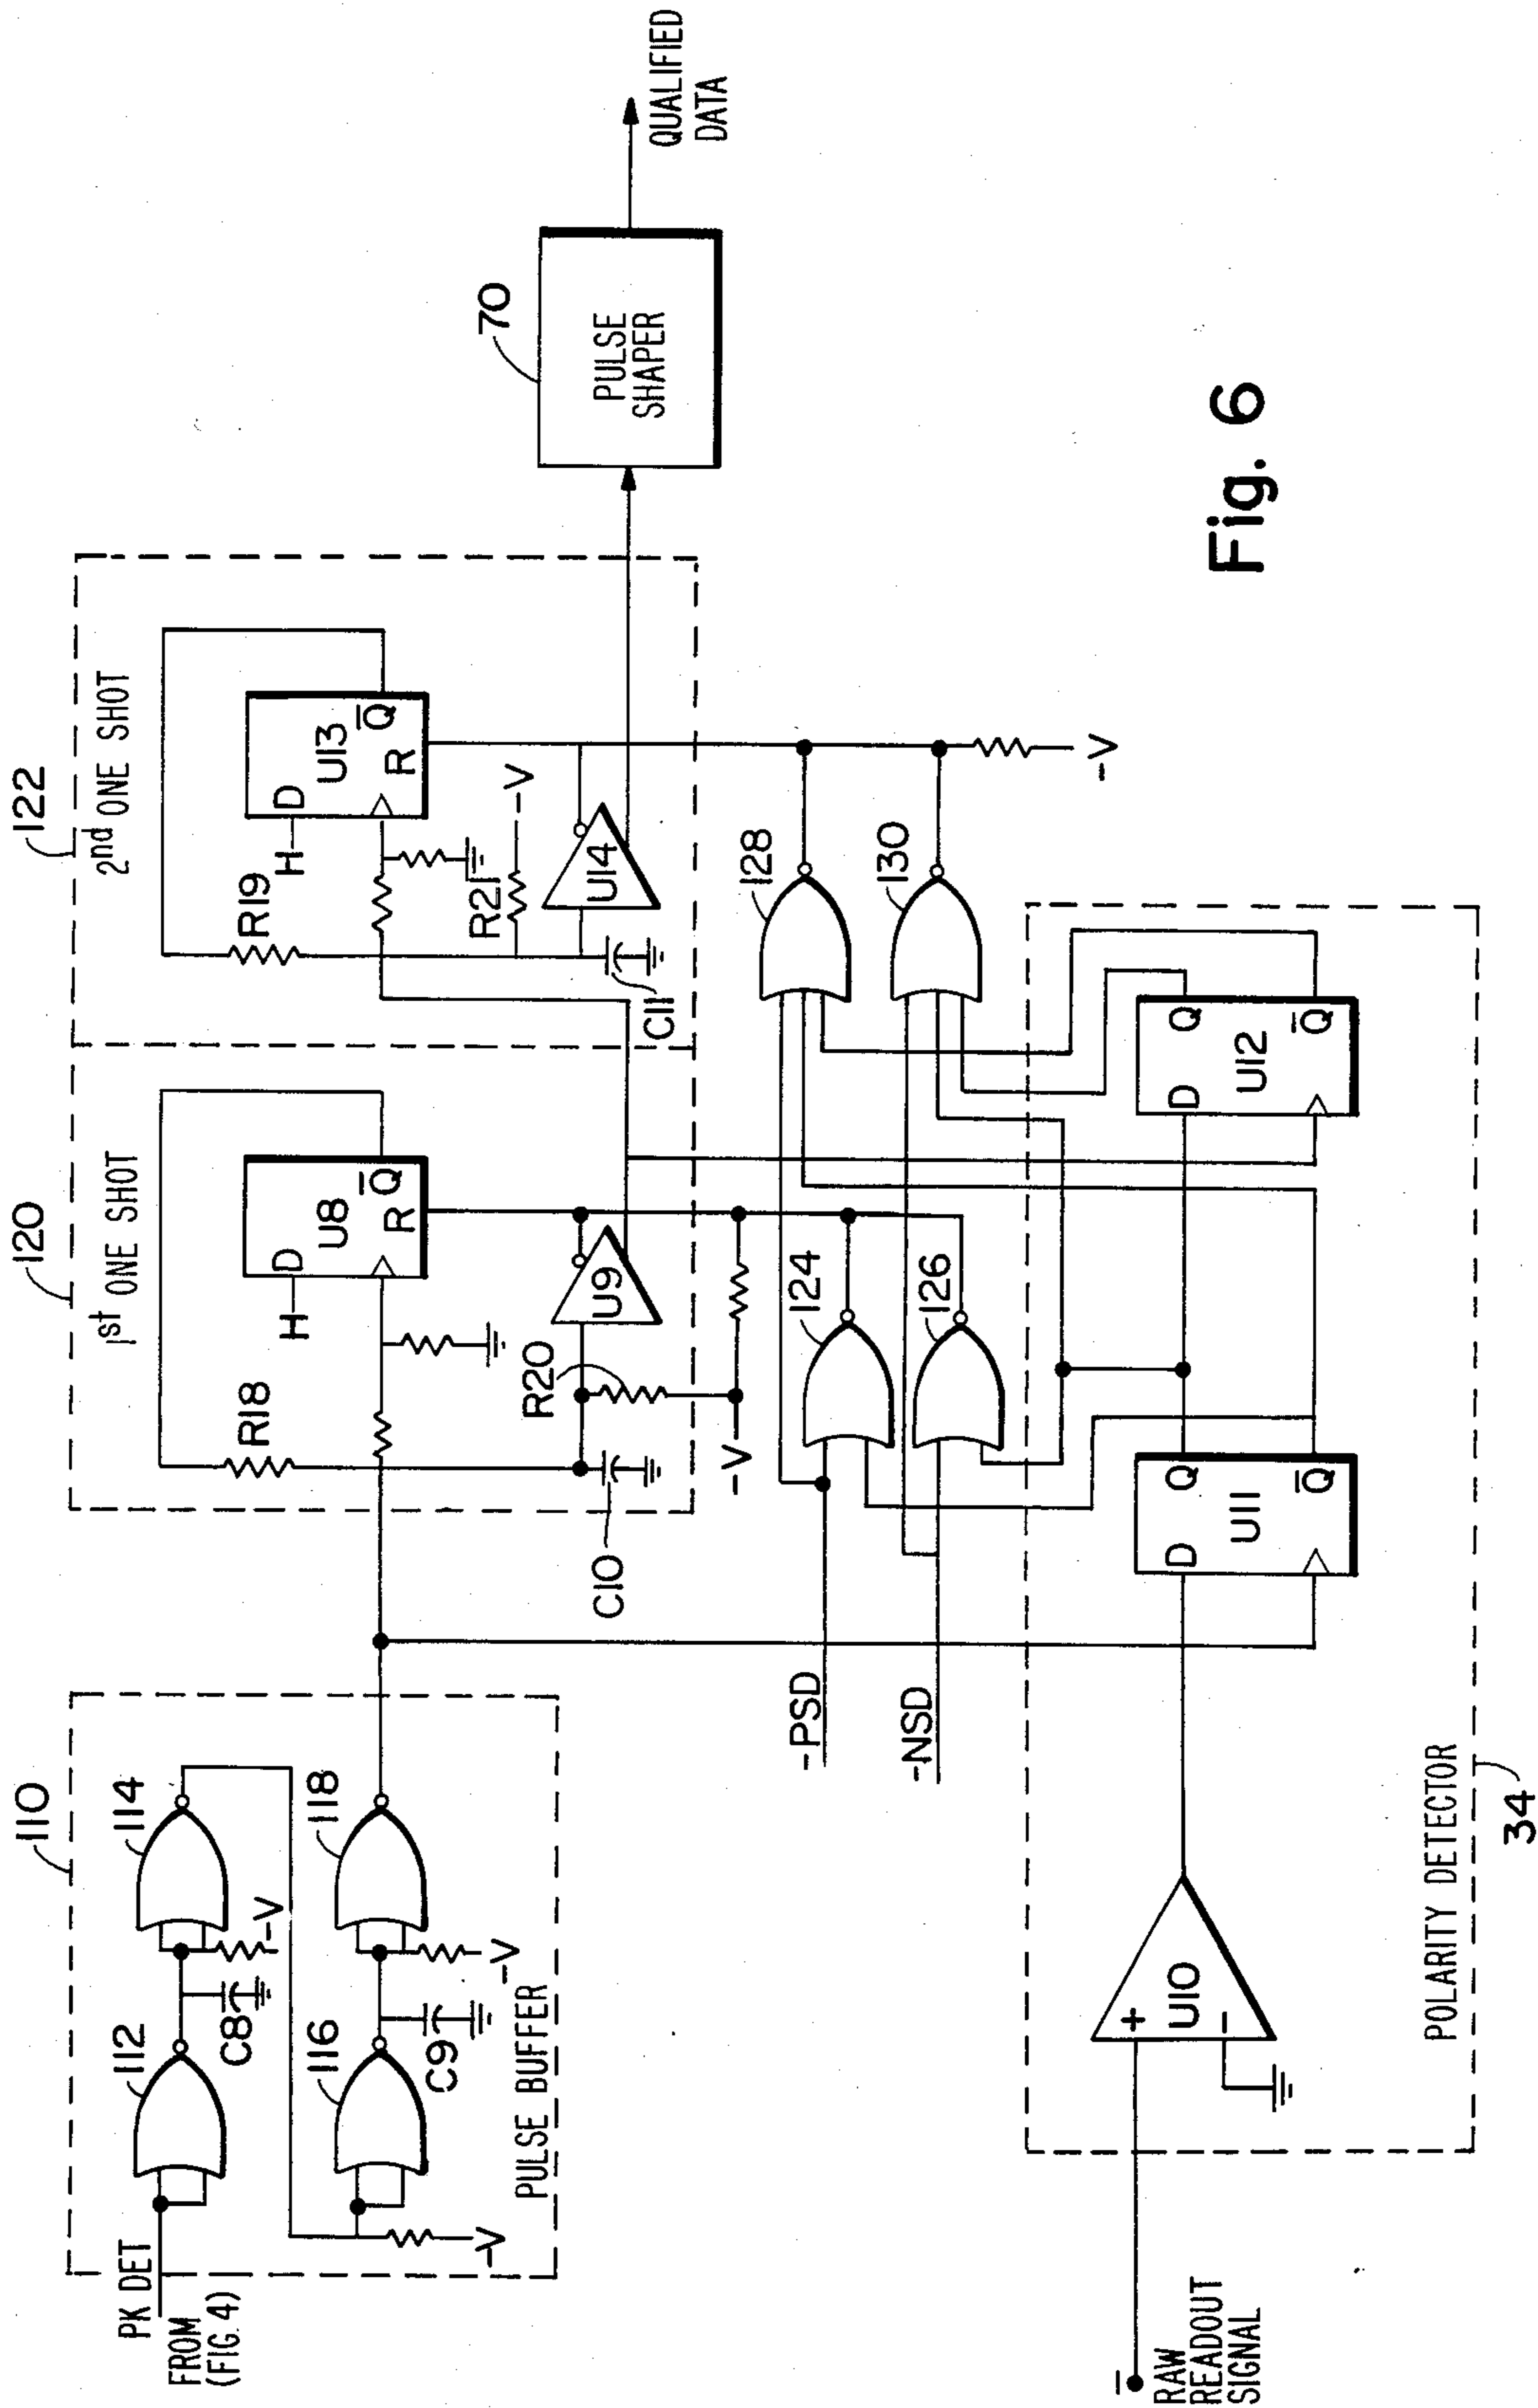 110
PK DET
FROM
(FIG. 4)
112
114
C8
-V
116
118
C9
-V
-V
PULSE BUFFER
120
1st ONE SHOT
R18
H
D
U8
Q̅
R
U9
R20
C10
-V
122
2nd ONE SHOT
R19
H
D
U13
Q̅
R
R21
-V
U14
C11
70
PULSE
SHAPER
QUALIFIED
DATA
-PSD
-NSD
124
126
128
130
-V
RAW
READOUT
SIGNAL
+
U10
-
D
Q
U11
Q̅
D
Q
U12
Q̅
POLARITY DETECTOR
34
Fig. 6